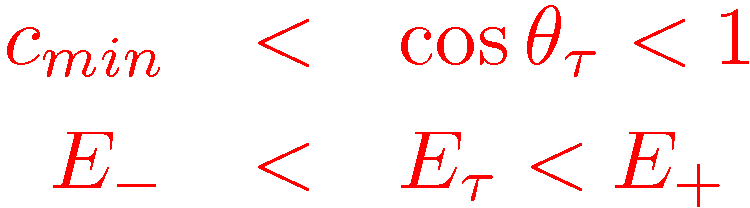 c_{min} < cos θ_τ < 1
E_− < E_τ < E_+